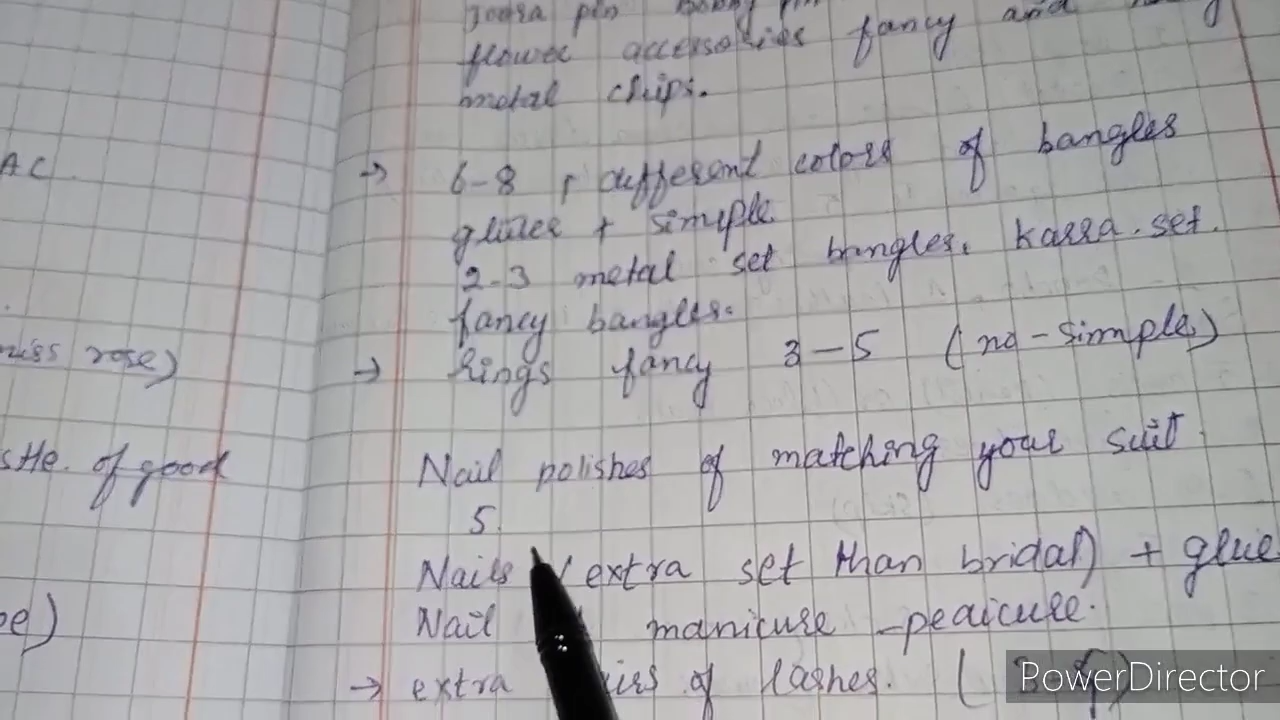 flower accessories fancy and
metal clips.
AC
→ 6-8 , different colors of bangles
glitter + simple
2-3 metal set bangles, Karra set.
fancy bangles.
miss rose)
→ Rings fancy 3-5 (no-simple)
of good
Nail polishes of matching your suit
5.
Nails (extra set than bridal) + glue
Nail manicure -pedicure.
→ extra of lashes. (
PowerDirector